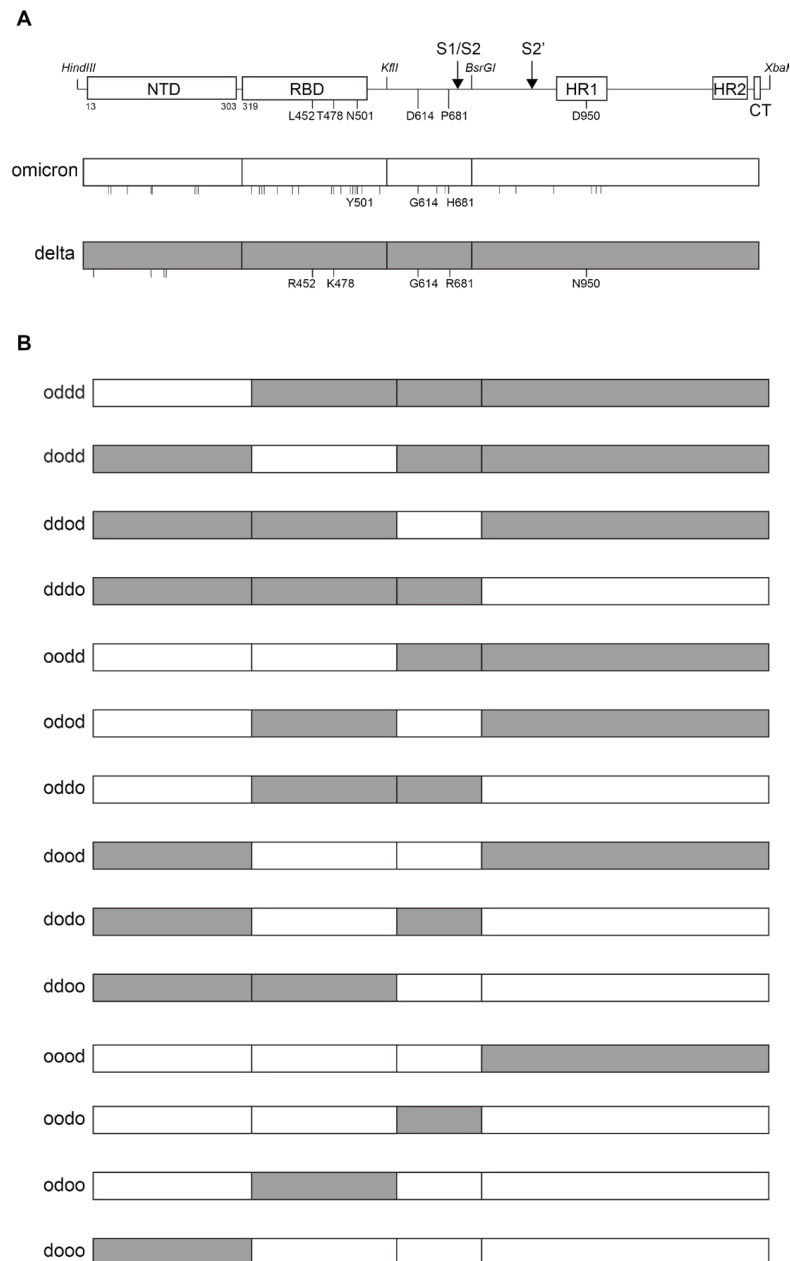 A
S1/S2 S2'
HindIII KflI BsrGI XbaI
NTD RBD HR1 HR2
13 303 319 CT
L452 T478 N501 D614 P681 D950
omicron
Y501 G614 H681
delta
R452 K478 G614 R681 N950
B
oddd
dodd
ddod
dddo
oodd
odod
oddo
dood
dodo
ddoo
oood
oodo
odoo
dooo